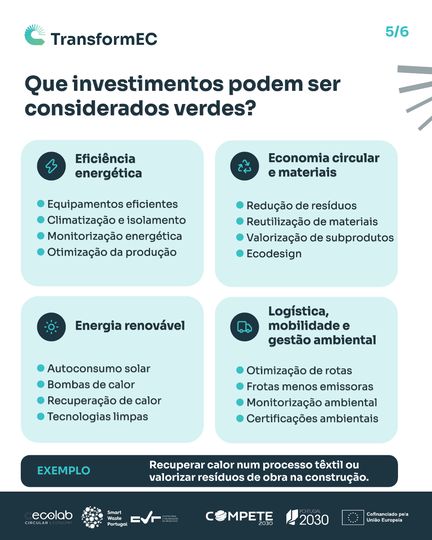 TransformEC
5/6
Que investimentos podem ser
considerados verdes?
Eficiência
energética
Equipamentos eficientes
Climatização e isolamento
Monitorização energética
Otimização da produção
Economia circular
e materiais
Redução de resíduos
Reutilização de materiais
Valorização de subprodutos
Ecodesign
Energia renovável
Autoconsumo solar
Bombas de calor
Recuperação de calor
Tecnologias limpas
Logística,
mobilidade e
gestão ambiental
Otimização de rotas
Frotas menos emissoras
Monitorização ambiental
Certificações ambientais
EXEMPLO
Recuperar calor num processo têxtil ou
valorizar resíduos de obra na construção.
ecolab
CIRCULAR ECONOMY
Smart
Waste
Portugal
COMPETE
2030
PORTUGAL
2030
Cofinanciado pela
União Europeia